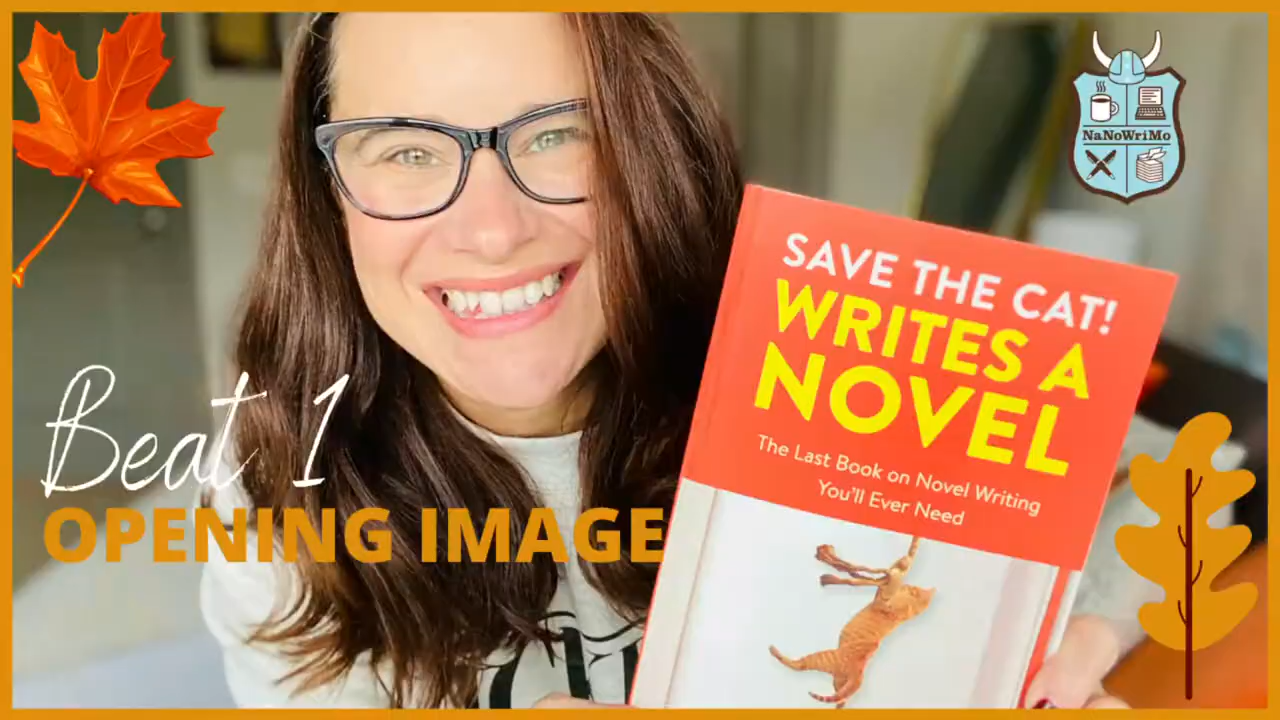 NaNoWriMo
SAVE THE CAT!
WRITES A
NOVEL
The Last Book on Novel Writing
You'll Ever Need
Beat 1
OPENING IMAGE